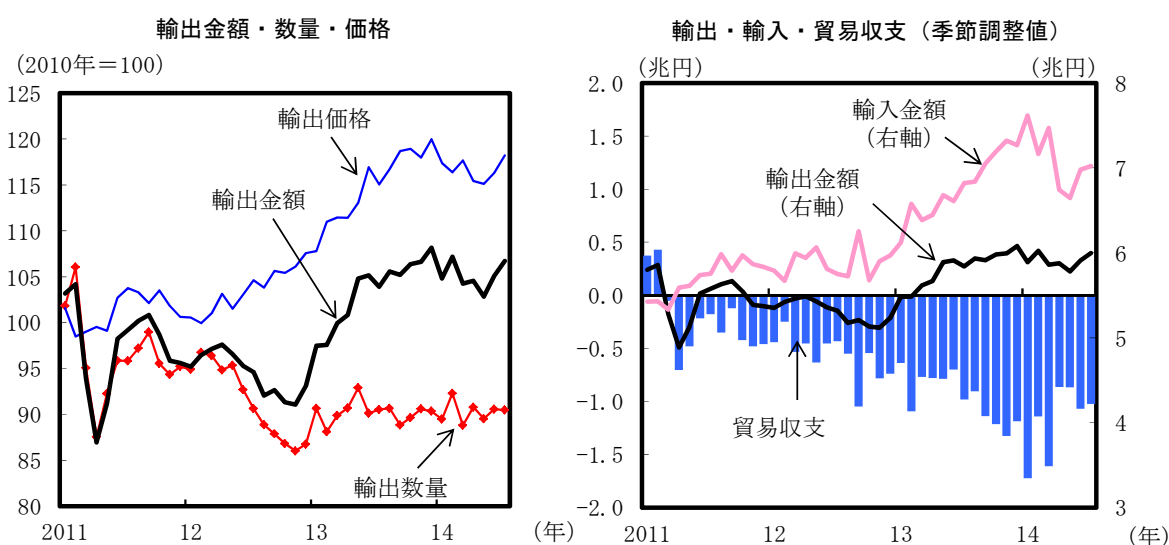 輸出金額・数量・価格
(2010年=100)
125
120
115
110
105
100
95
90
85
80
輸出価格
輸出金額
輸出数量
2011
12
13
14
(年)
輸出・輸入・貿易収支（季節調整値）
(兆円)
(兆円)
2.0
1.5
1.0
0.5
0.0
-0.5
-1.0
-1.5
-2.0
8
7
6
5
4
3
輸入金額
(右軸)
輸出金額
(右軸)
貿易収支
2011
12
13
14
(年)